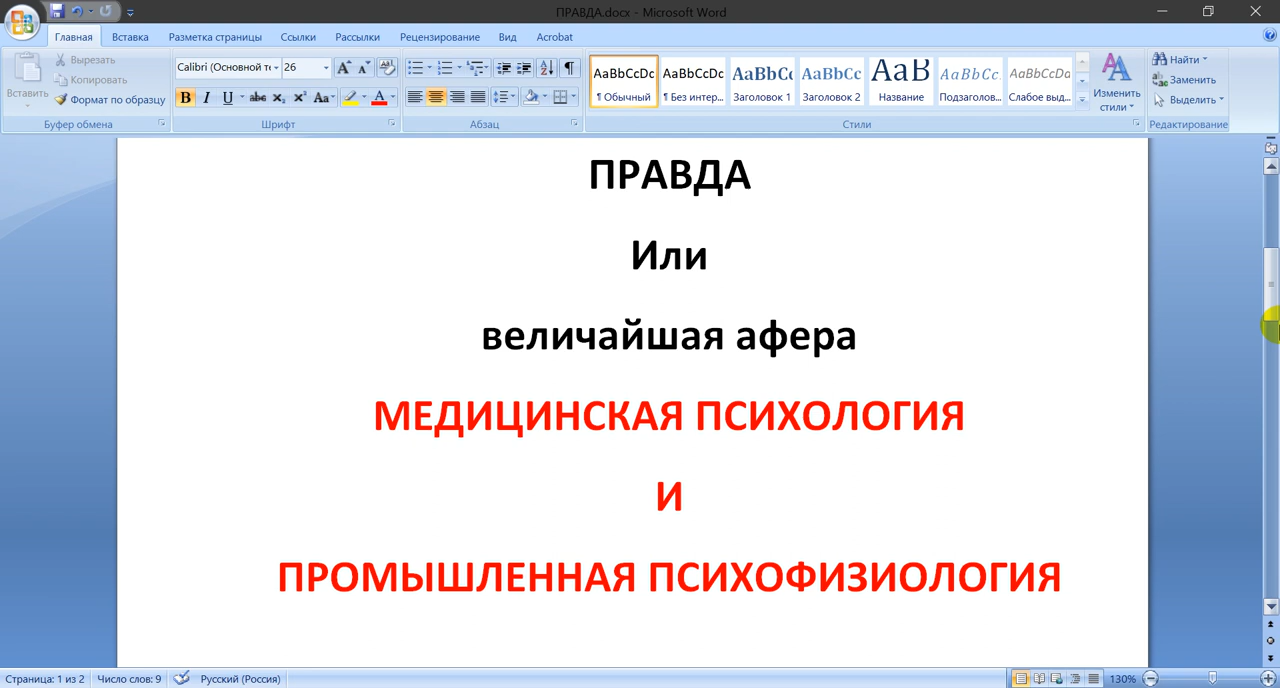 ПРАВДА.docx - Microsoft Word
Главная Вставка Разметка страницы Ссылки Рассылки Рецензирование Вид Acrobat
Вставить
Вырезать
Копировать
Формат по образцу
Буфер обмена
Calibri (Основной те 26
Шрифт
Абзац
AaBbCcDc AaBbCcDc AaBbC AaBbCc АаВ AaBbCc. AaBbCcDa
¶ Обычный ¶ Без интер... Заголовок 1 Заголовок 2 Название Подзаголов... Слабое выд...
Стили
Изменить стили
Найти
Заменить
Выделить
Редактирование
ПРАВДА
Или
величайшая афера
МЕДИЦИНСКАЯ ПСИХОЛОГИЯ
И
ПРОМЫШЛЕННАЯ ПСИХОФИЗИОЛОГИЯ
Страница: 1 из 2 Число слов: 9 Русский (Россия) 130%